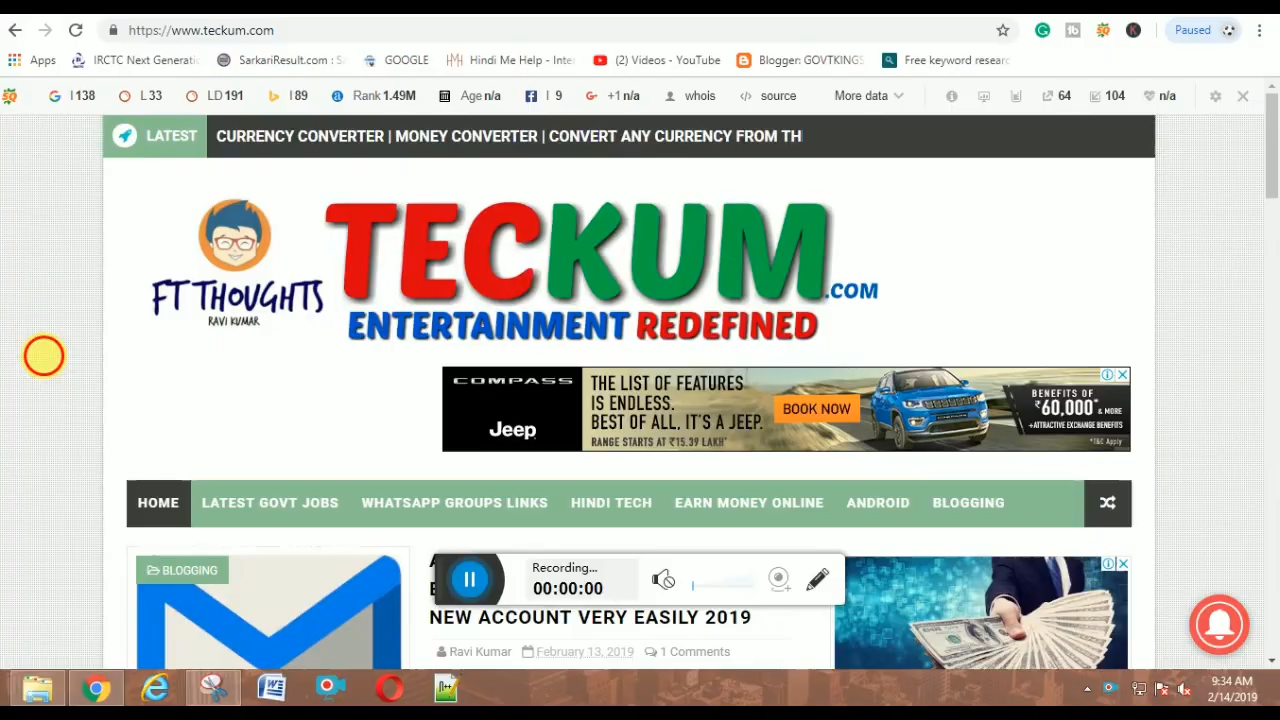 https://www.teckum.com
Paused
Apps IRCTC Next Generati SarkariResult.com : Sa GOOGLE Hindi Me Help - Inte (2) Videos - YouTube Blogger: GOVTKINGS Free keyword researc
I 138 L 33 LD 191 I 89 Rank 1.49M Age n/a I 9 +1 n/a whois source More data 64 104 n/a
LATEST CURRENCY CONVERTER | MONEY CONVERTER | CONVERT ANY CURRENCY FROM TH
TECKUM.COM
FT THOUGHTS
RAVI KUMAR
ENTERTAINMENT REDEFINED
COMPASS
Jeep
THE LIST OF FEATURES
IS ENDLESS.
BEST OF ALL, IT'S A JEEP.
RANGE STARTS AT ₹15.39 LAKH*
BOOK NOW
BENEFITS OF
₹60,000* & MORE
+ATTRACTIVE EXCHANGE BENEFITS
*T&C Apply
HOME LATEST GOVT JOBS WHATSAPP GROUPS LINKS HINDI TECH EARN MONEY ONLINE ANDROID BLOGGING
BLOGGING
Recording...
00:00:00
NEW ACCOUNT VERY EASILY 2019
Ravi Kumar February 13, 2019 1 Comments
9:34 AM
2/14/2019